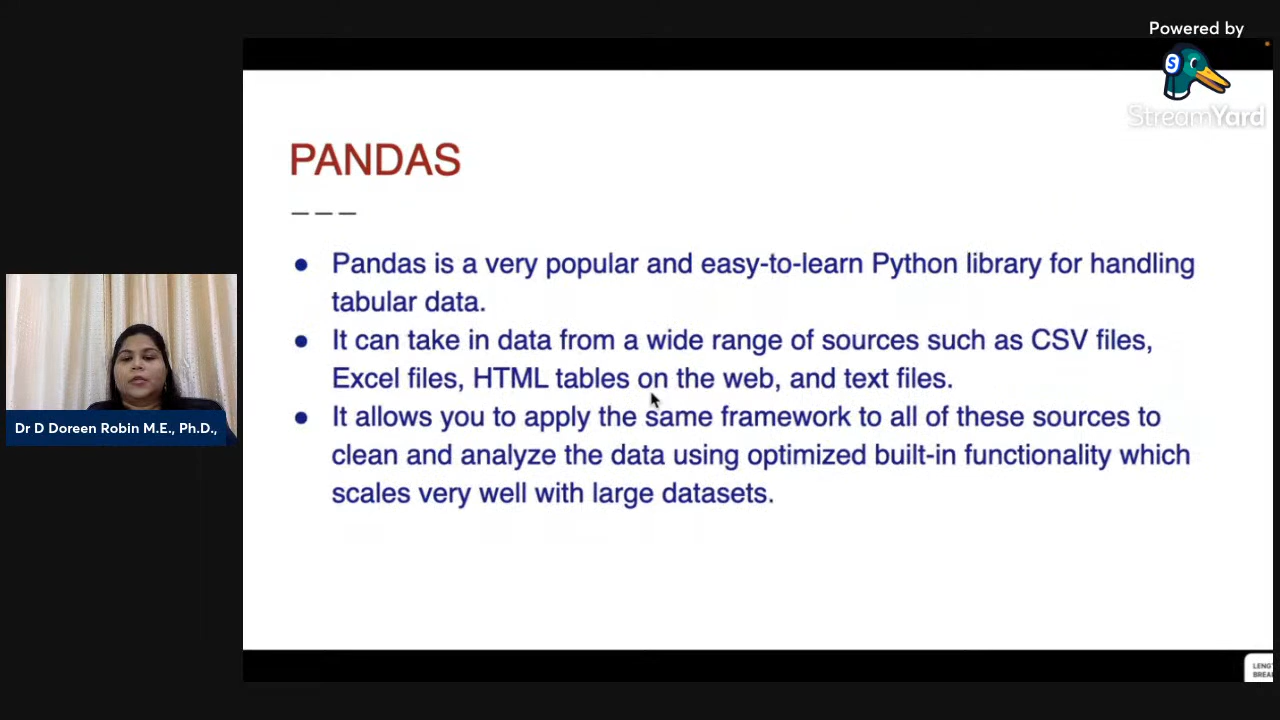 Powered by
StreamYard
PANDAS
Pandas is a very popular and easy-to-learn Python library for handling
tabular data.
It can take in data from a wide range of sources such as CSV files,
Excel files, HTML tables on the web, and text files.
It allows you to apply the same framework to all of these sources to
clean and analyze the data using optimized built-in functionality which
scales very well with large datasets.
Dr D Doreen Robin M.E., Ph.D.,